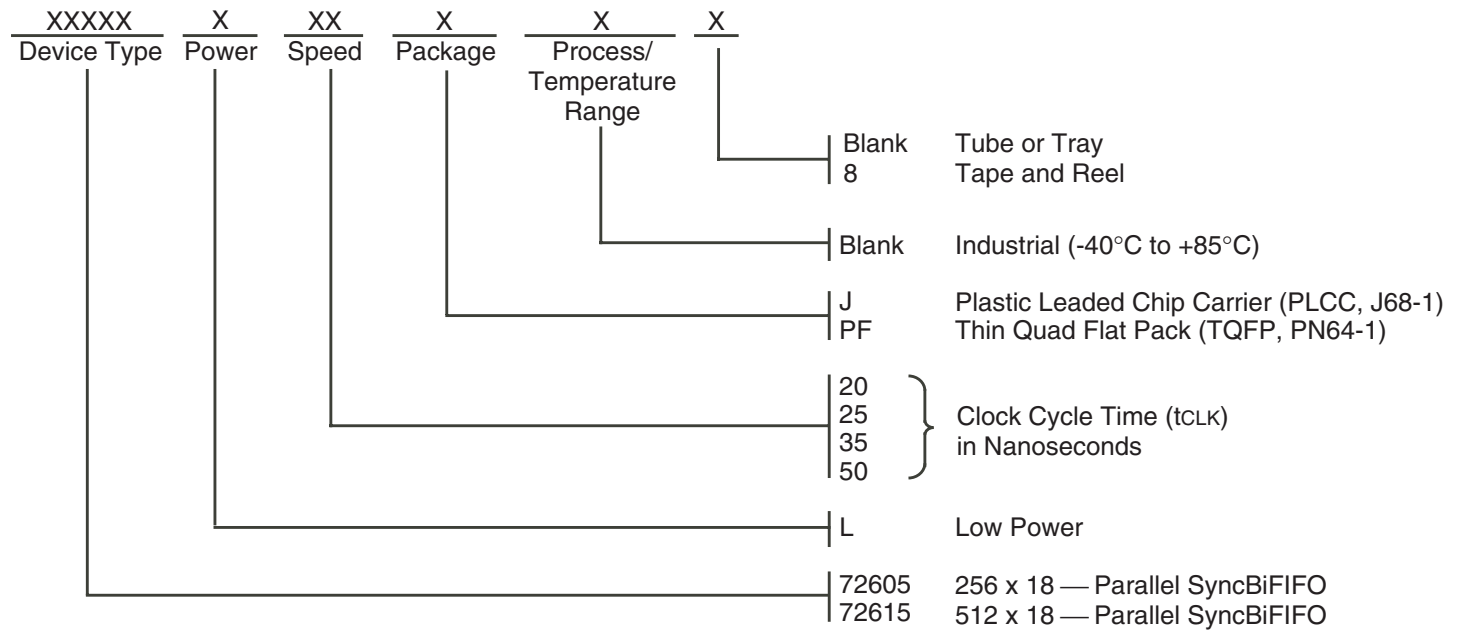 XXXXX X XX X X X
Device Type Power Speed Package Process/
Temperature
Range
Blank Tube or Tray
8 Tape and Reel
Blank Industrial (-40°C to +85°C)
J Plastic Leaded Chip Carrier (PLCC, J68-1)
PF Thin Quad Flat Pack (TQFP, PN64-1)
20
25
35
50
Clock Cycle Time (tCLK)
in Nanoseconds
L Low Power
72605 256 x 18 — Parallel SyncBiFIFO
72615 512 x 18 — Parallel SyncBiFIFO